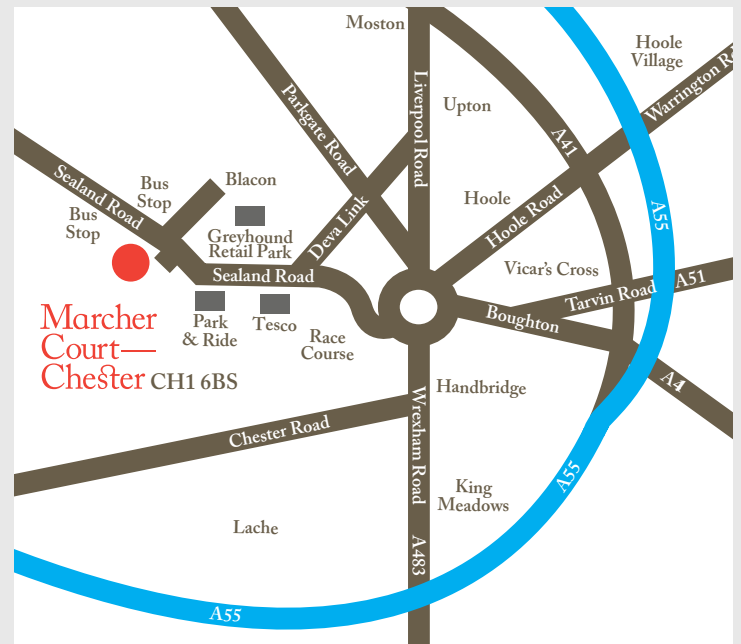 Moston
Hoole
Village
Warrington R
Liverpool Road
Upton
Parkgate Road
A41
Sealand Road
Bus
Stop
Blacon
Bus
Stop
Hoole
Hoole Road
A55
Deva Link
Greyhound
Retail Park
Sealand Road
Vicar's Cross
Tarvin Road
A51
Boughton
Park
& Ride
Tesco
Race
Course
Marcher
Court—
Chester CH1 6BS
A4
Handbridge
Wrexham Road
Chester Road
A55
King
Meadows
Lache
A483
A55